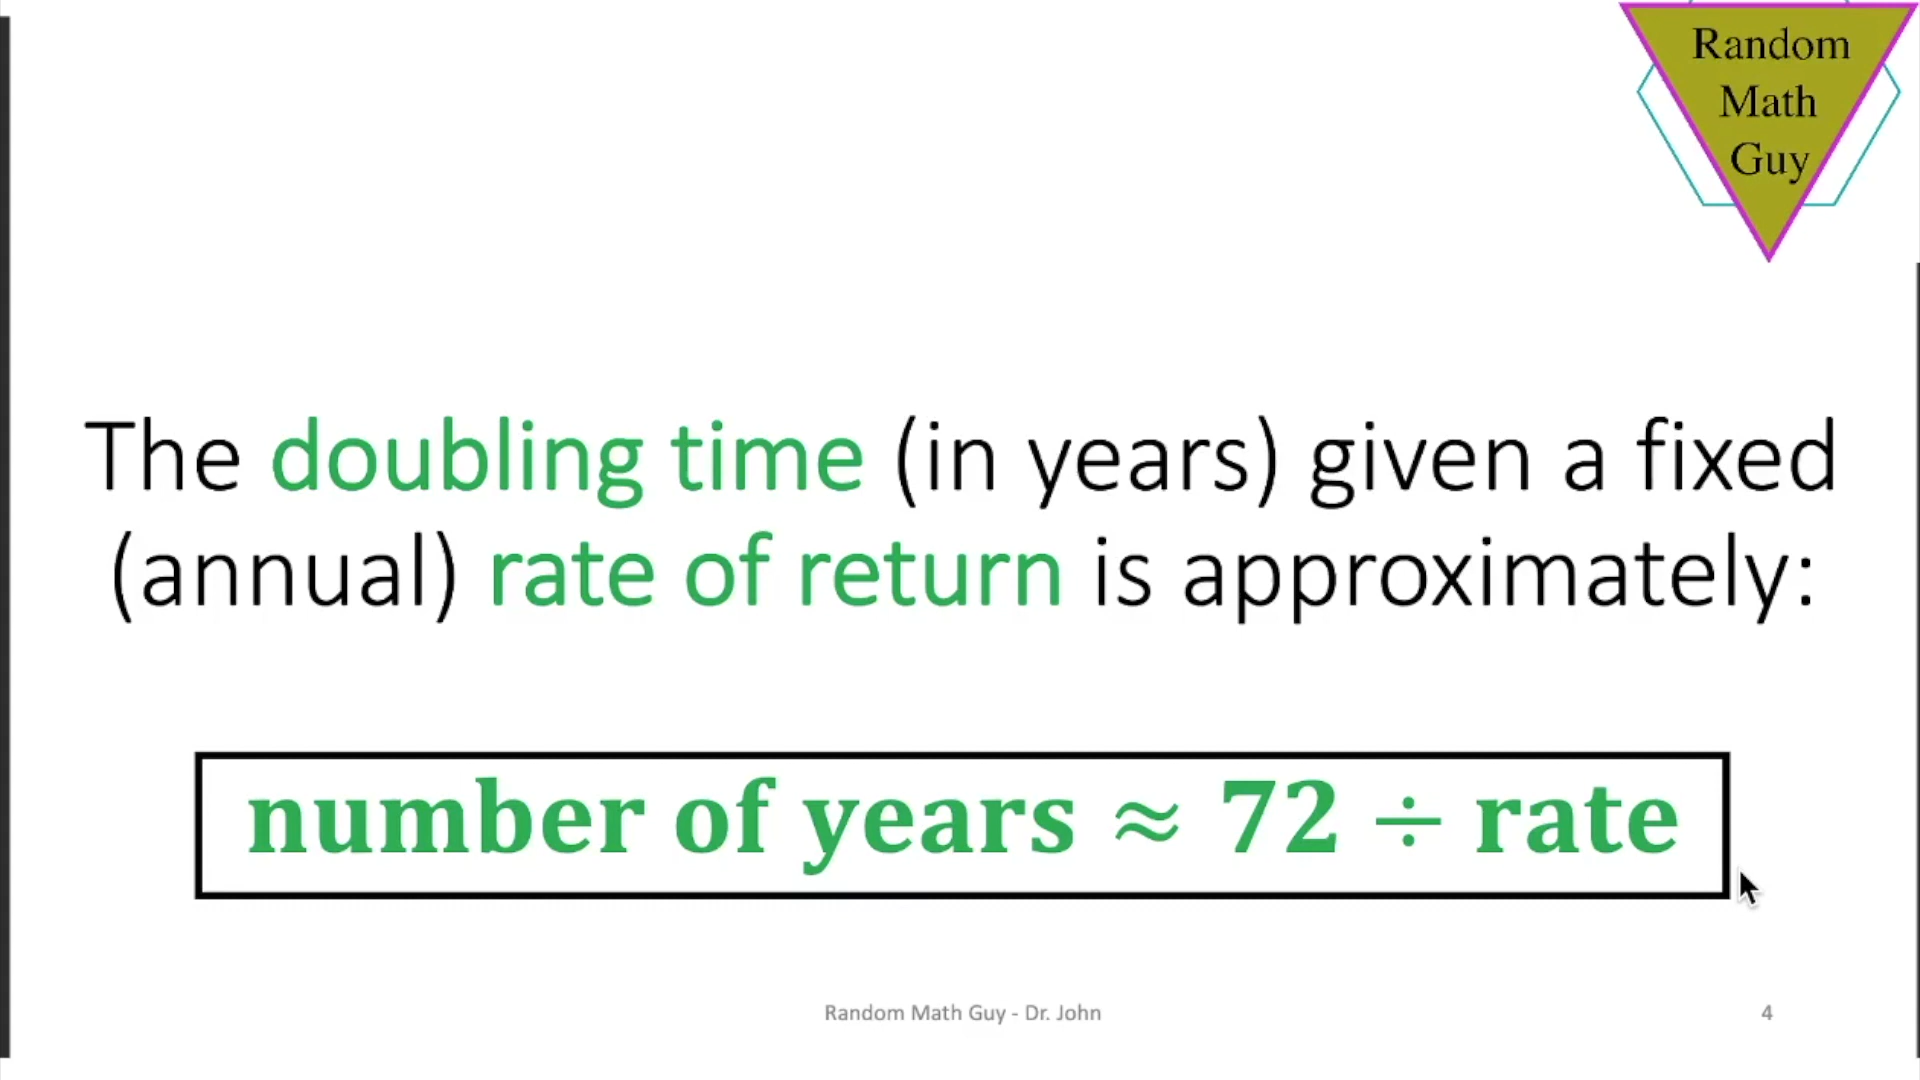 Random
Math
Guy
The doubling time (in years) given a fixed
(annual) rate of return is approximately:
number of years ≈ 72 ÷ rate
Random Math Guy - Dr. John
4